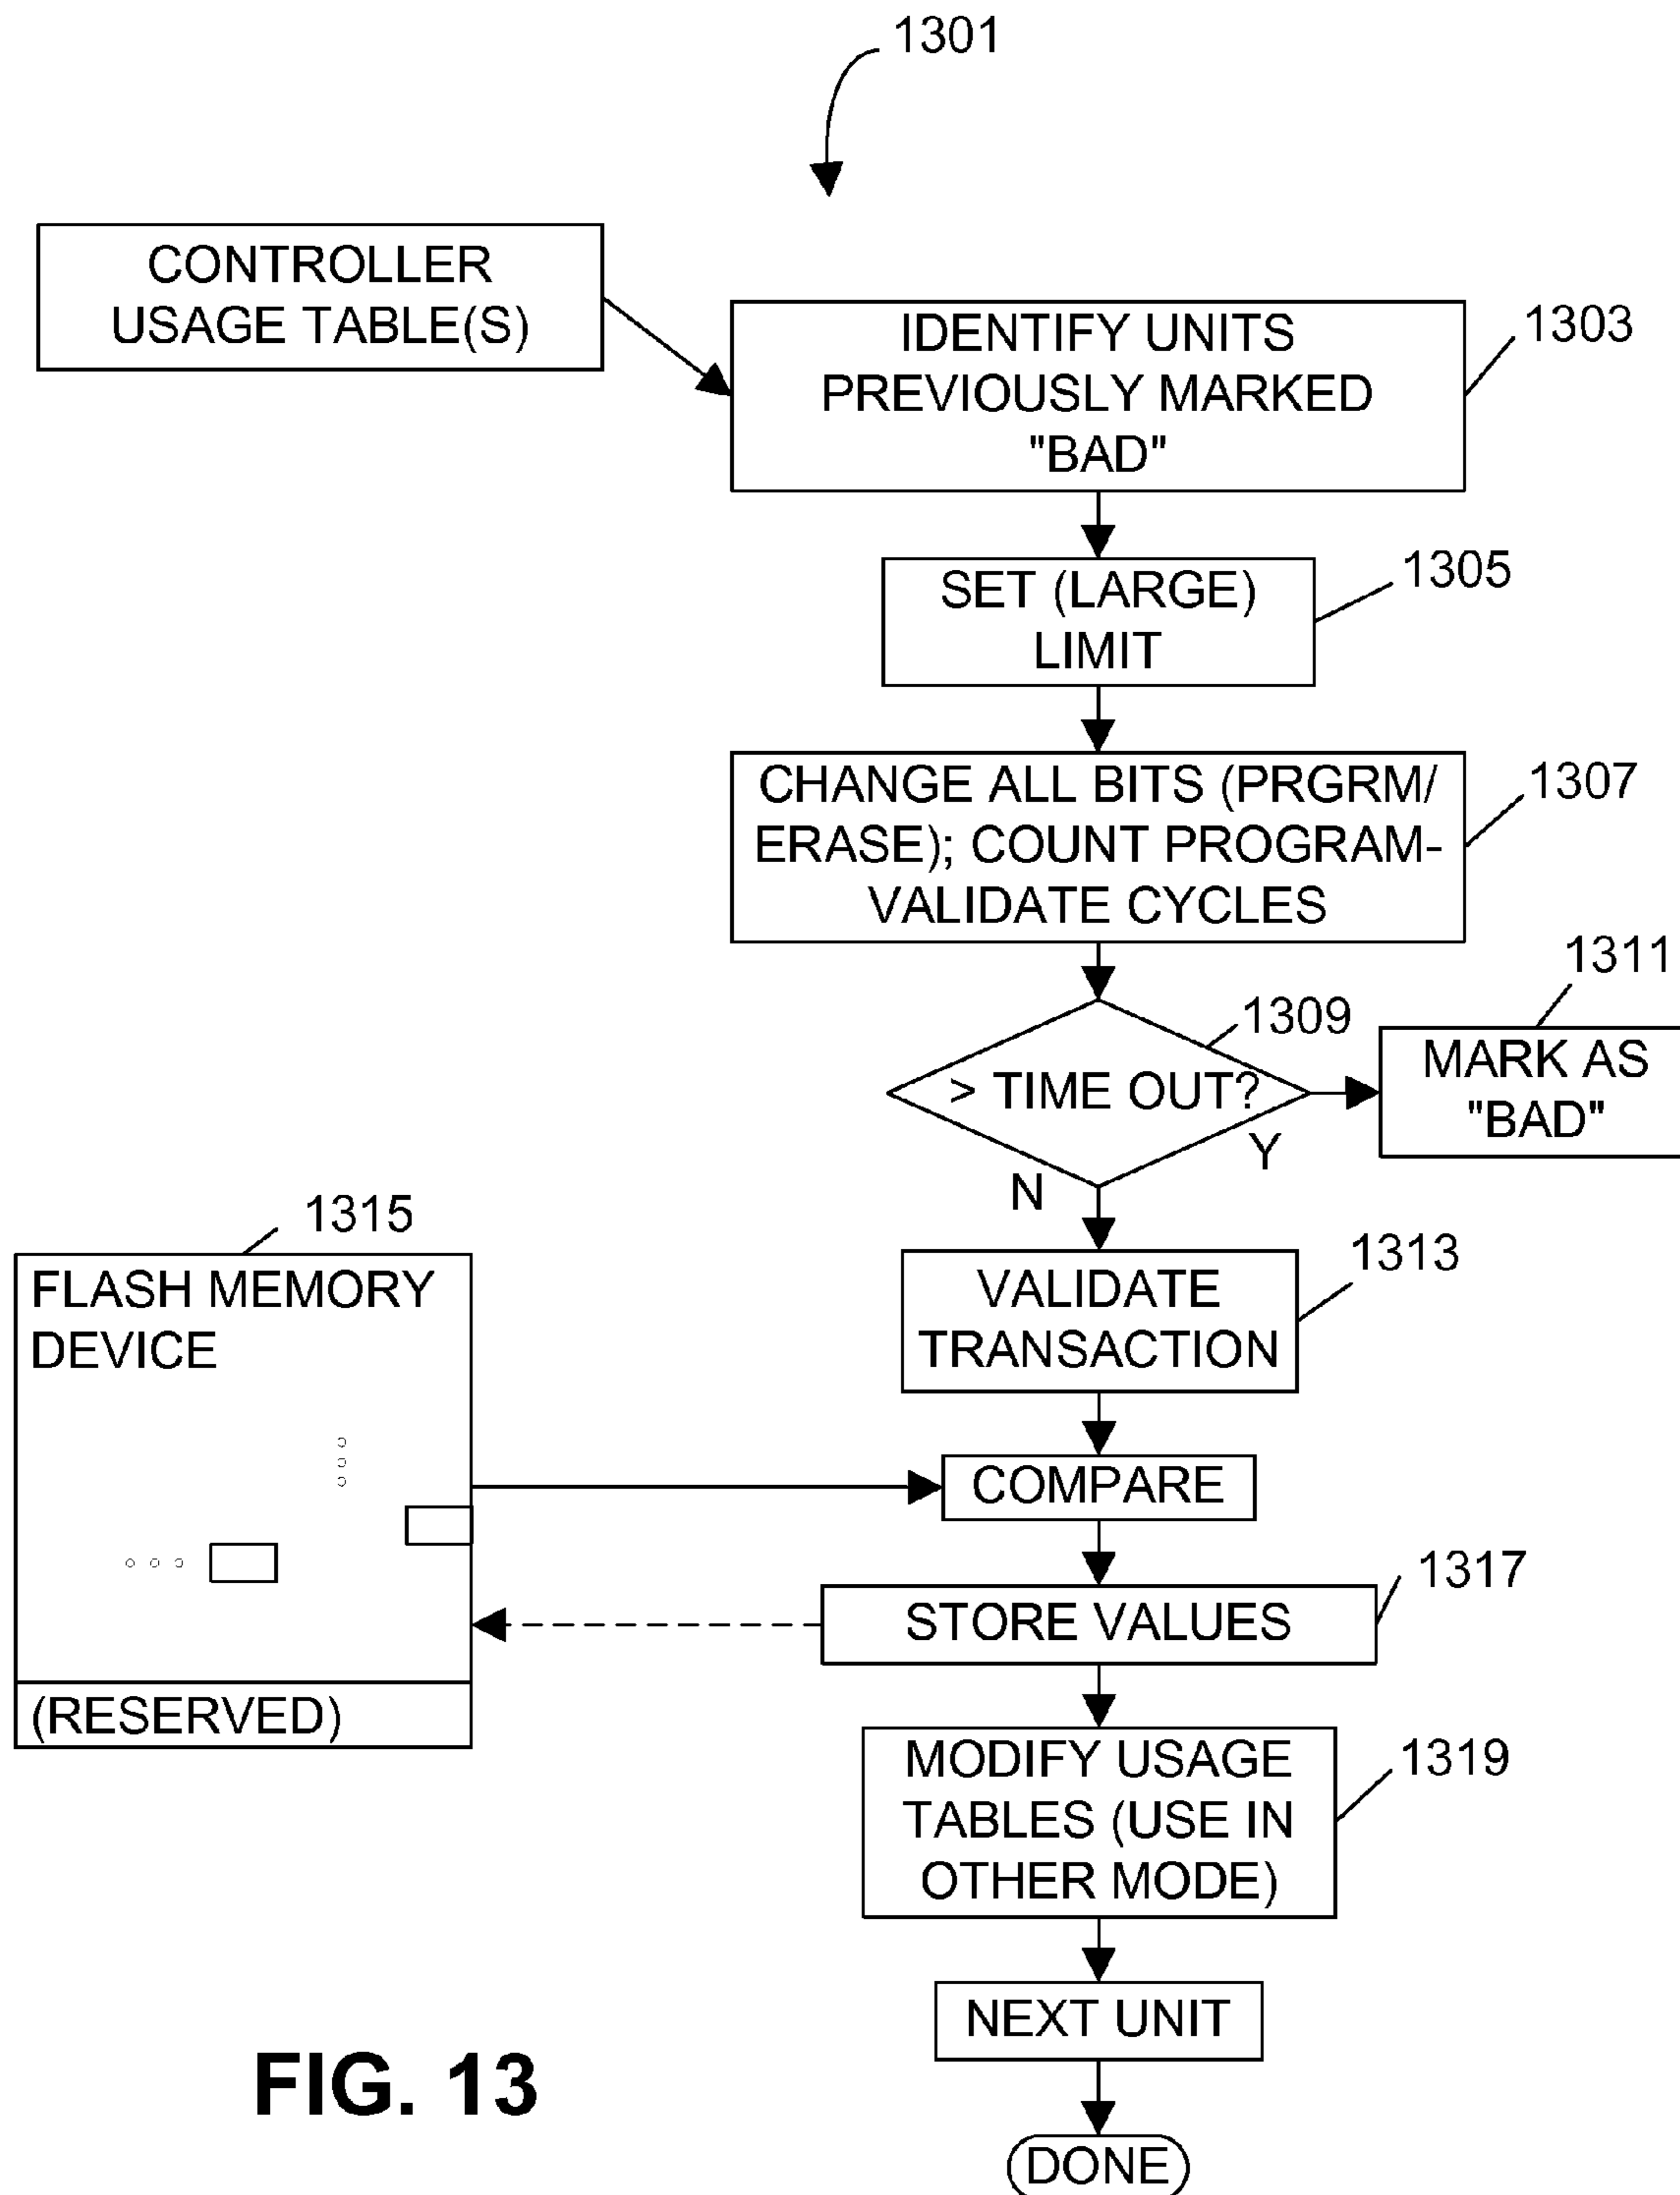 1301
CONTROLLER
USAGE TABLE(S)
IDENTIFY UNITS
PREVIOUSLY MARKED
"BAD"
1303
SET (LARGE)
LIMIT
1305
CHANGE ALL BITS (PRGRM/
ERASE); COUNT PROGRAM-
VALIDATE CYCLES
1307
> TIME OUT?
1309
Y
N
1311
MARK AS
"BAD"
VALIDATE
TRANSACTION
1313
1315
FLASH MEMORY
DEVICE
(RESERVED)
COMPARE
STORE VALUES
1317
MODIFY USAGE
TABLES (USE IN
OTHER MODE)
1319
NEXT UNIT
DONE
FIG. 13